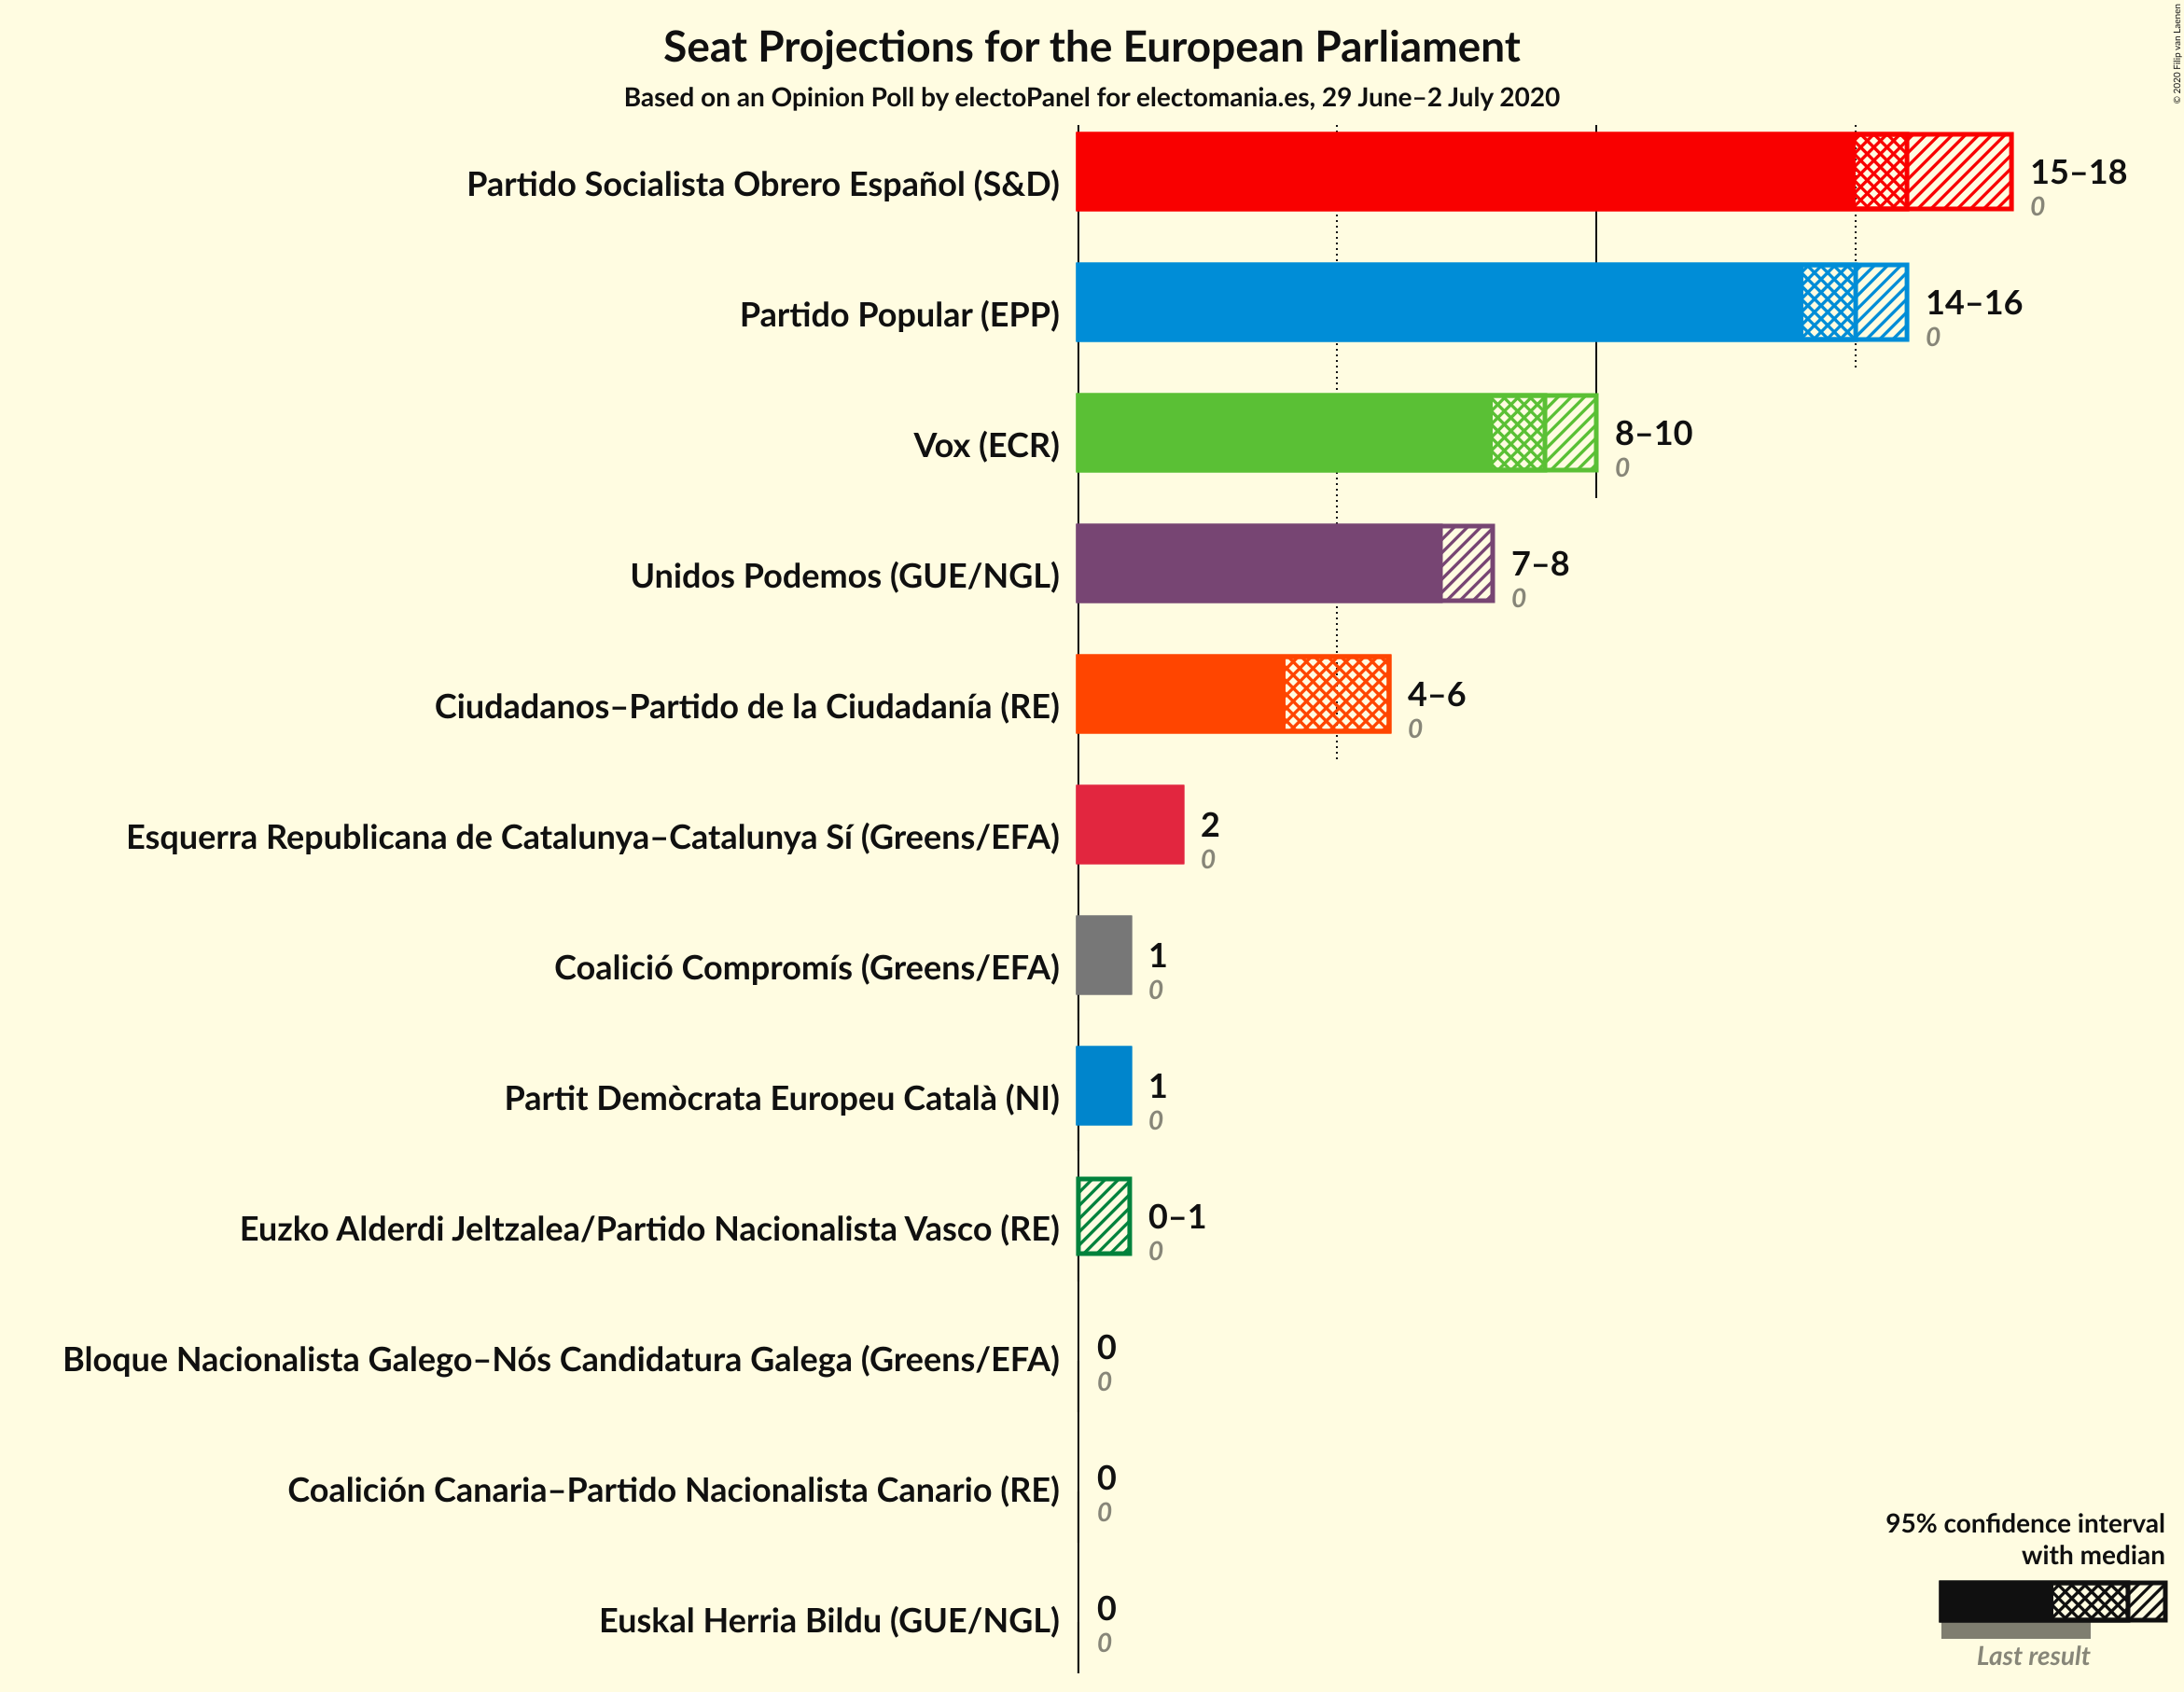 Seat Projections for the European Parliament
Based on an Opinion Poll by electoPanel for electomania.es, 29 June–2 July 2020
© 2020 Filip van Laenen
Partido Socialista Obrero Español (S&D)
15–18
0
Partido Popular (EPP)
14–16
0
Vox (ECR)
8–10
0
Unidos Podemos (GUE/NGL)
7–8
0
Ciudadanos–Partido de la Ciudadanía (RE)
4–6
0
Esquerra Republicana de Catalunya–Catalunya Sí (Greens/EFA)
2
0
Coalició Compromís (Greens/EFA)
1
0
Partit Demòcrata Europeu Català (NI)
1
0
Euzko Alderdi Jeltzalea/Partido Nacionalista Vasco (RE)
0–1
0
Bloque Nacionalista Galego–Nós Candidatura Galega (Greens/EFA)
0
0
Coalición Canaria–Partido Nacionalista Canario (RE)
0
0
Euskal Herria Bildu (GUE/NGL)
0
0
95% confidence interval
with median
Last result